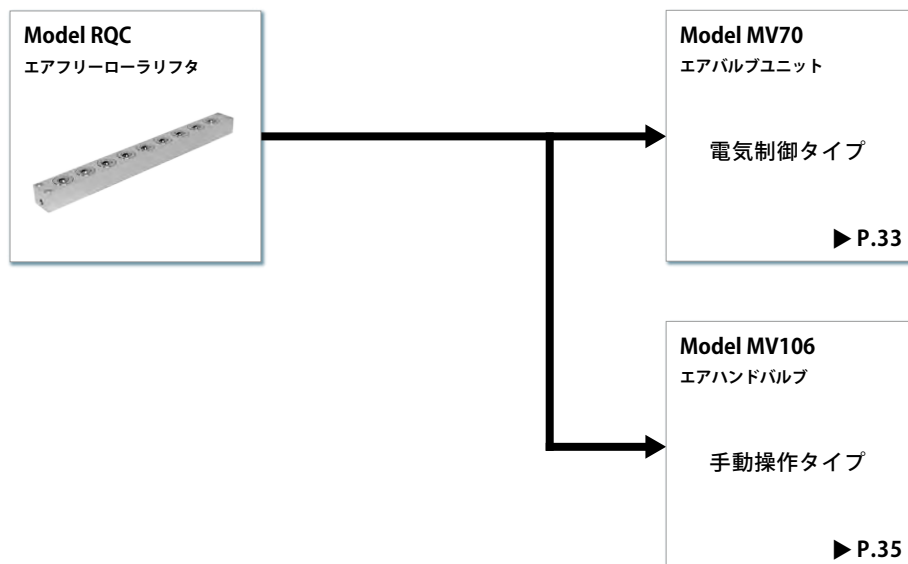 Model RQC
エアフリーローラリフタ
Model MV70
エアバルブユニット
電気制御タイプ
▶ P.33
Model MV106
エアハンドバルブ
手動操作タイプ
▶ P.35